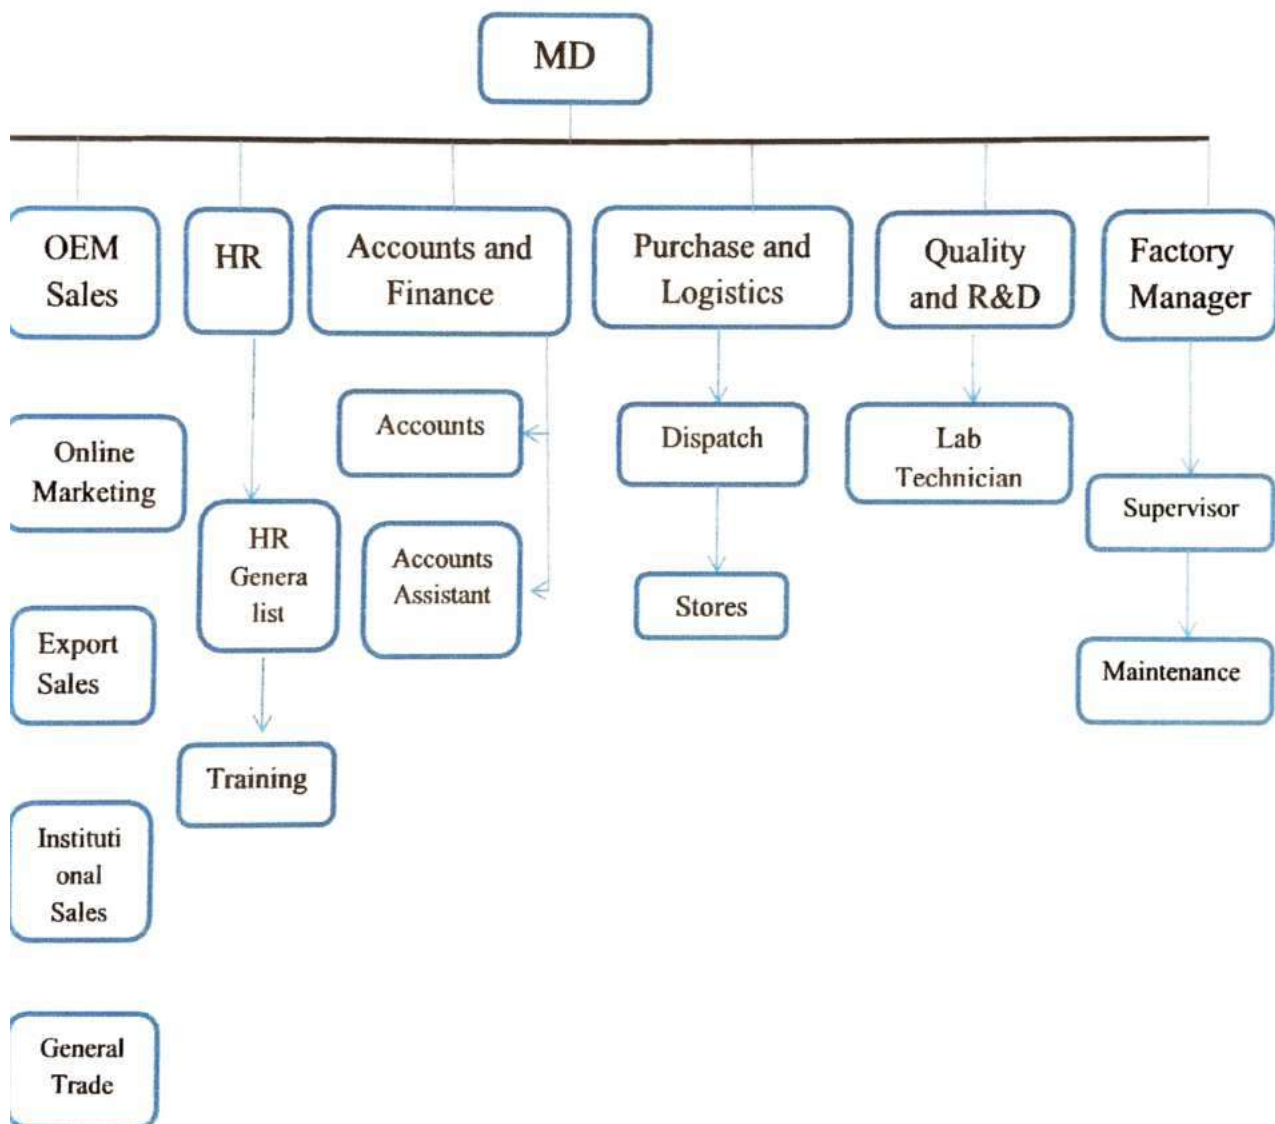 MD
OEM
Sales
HR
Accounts and
Finance
Purchase and
Logistics
Quality
and R&D
Factory
Manager
Online
Marketing
Accounts
Dispatch
Lab
Technician
HR
Genera
list
Accounts
Assistant
Supervisor
Export
Sales
Stores
Maintenance
Training
Instituti
onal
Sales
General
Trade